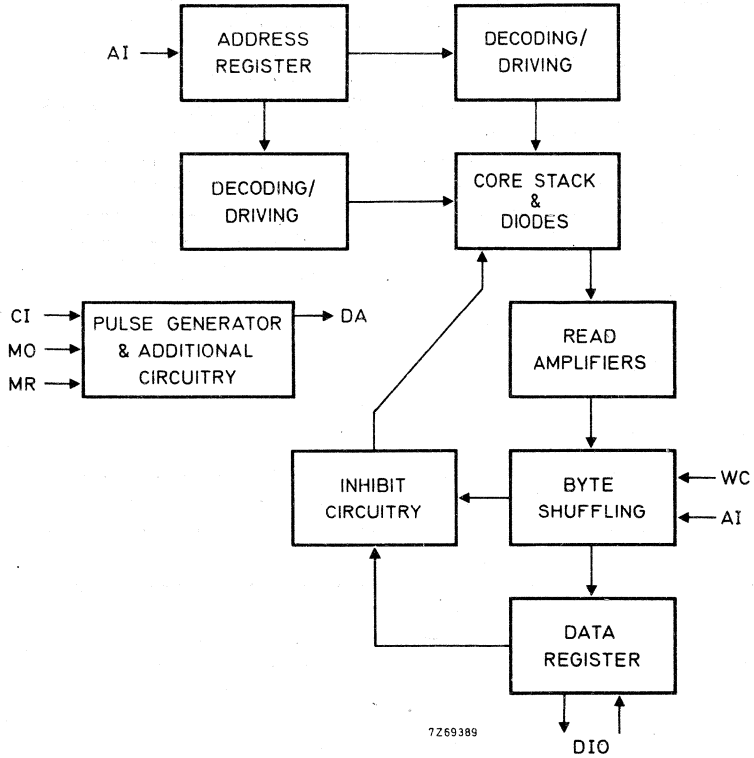 AI
ADDRESS
REGISTER
DECODING/
DRIVING
DECODING/
DRIVING
CORE STACK
&
DIODES
CI
MO
MR
PULSE GENERATOR
& ADDITIONAL
CIRCUITRY
DA
READ
AMPLIFIERS
INHIBIT
CIRCUITRY
BYTE
SHUFFLING
WC
AI
DATA
REGISTER
7Z69389
DIO